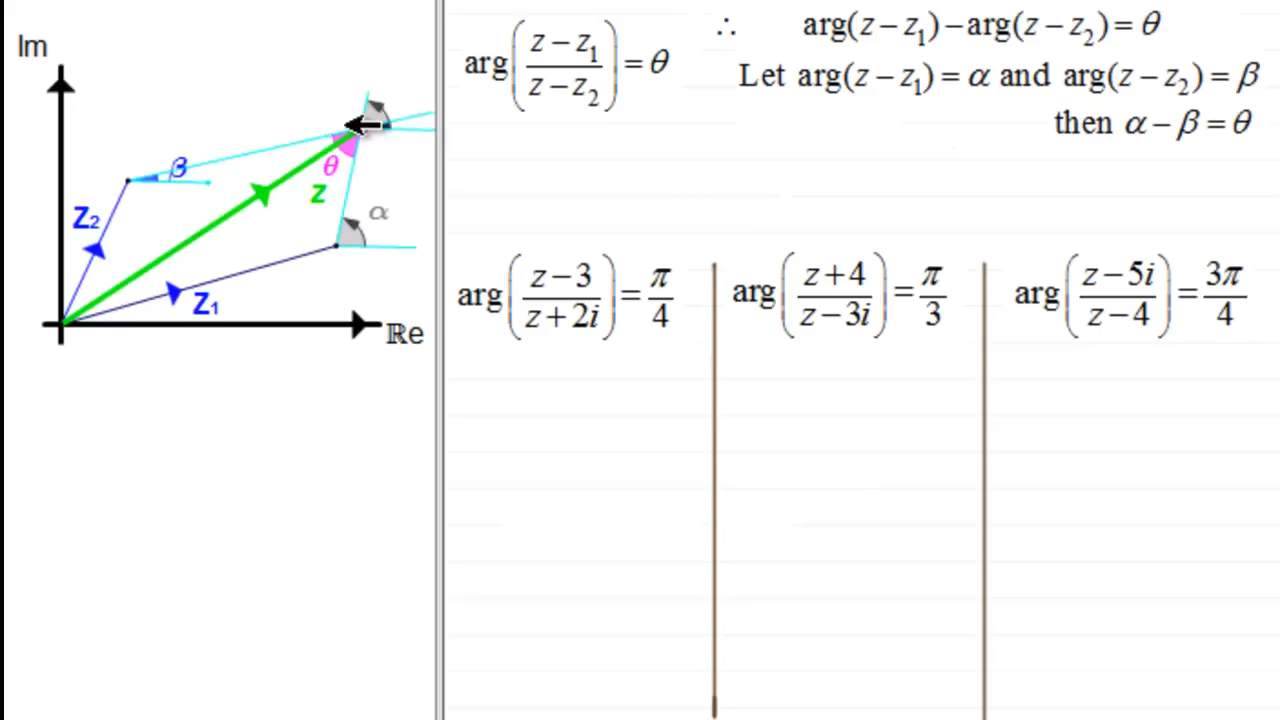 Im
β
θ
z
α
Z₂
Z₁
ℝe
arg((z − z₁)/(z − z₂)) = θ
∴ arg(z − z₁) − arg(z − z₂) = θ
Let arg(z − z₁) = α and arg(z − z₂) = β
then α − β = θ
arg((z − 3)/(z + 2i)) = π/4
arg((z + 4)/(z − 3i)) = π/3
arg((z − 5i)/(z − 4)) = 3π/4